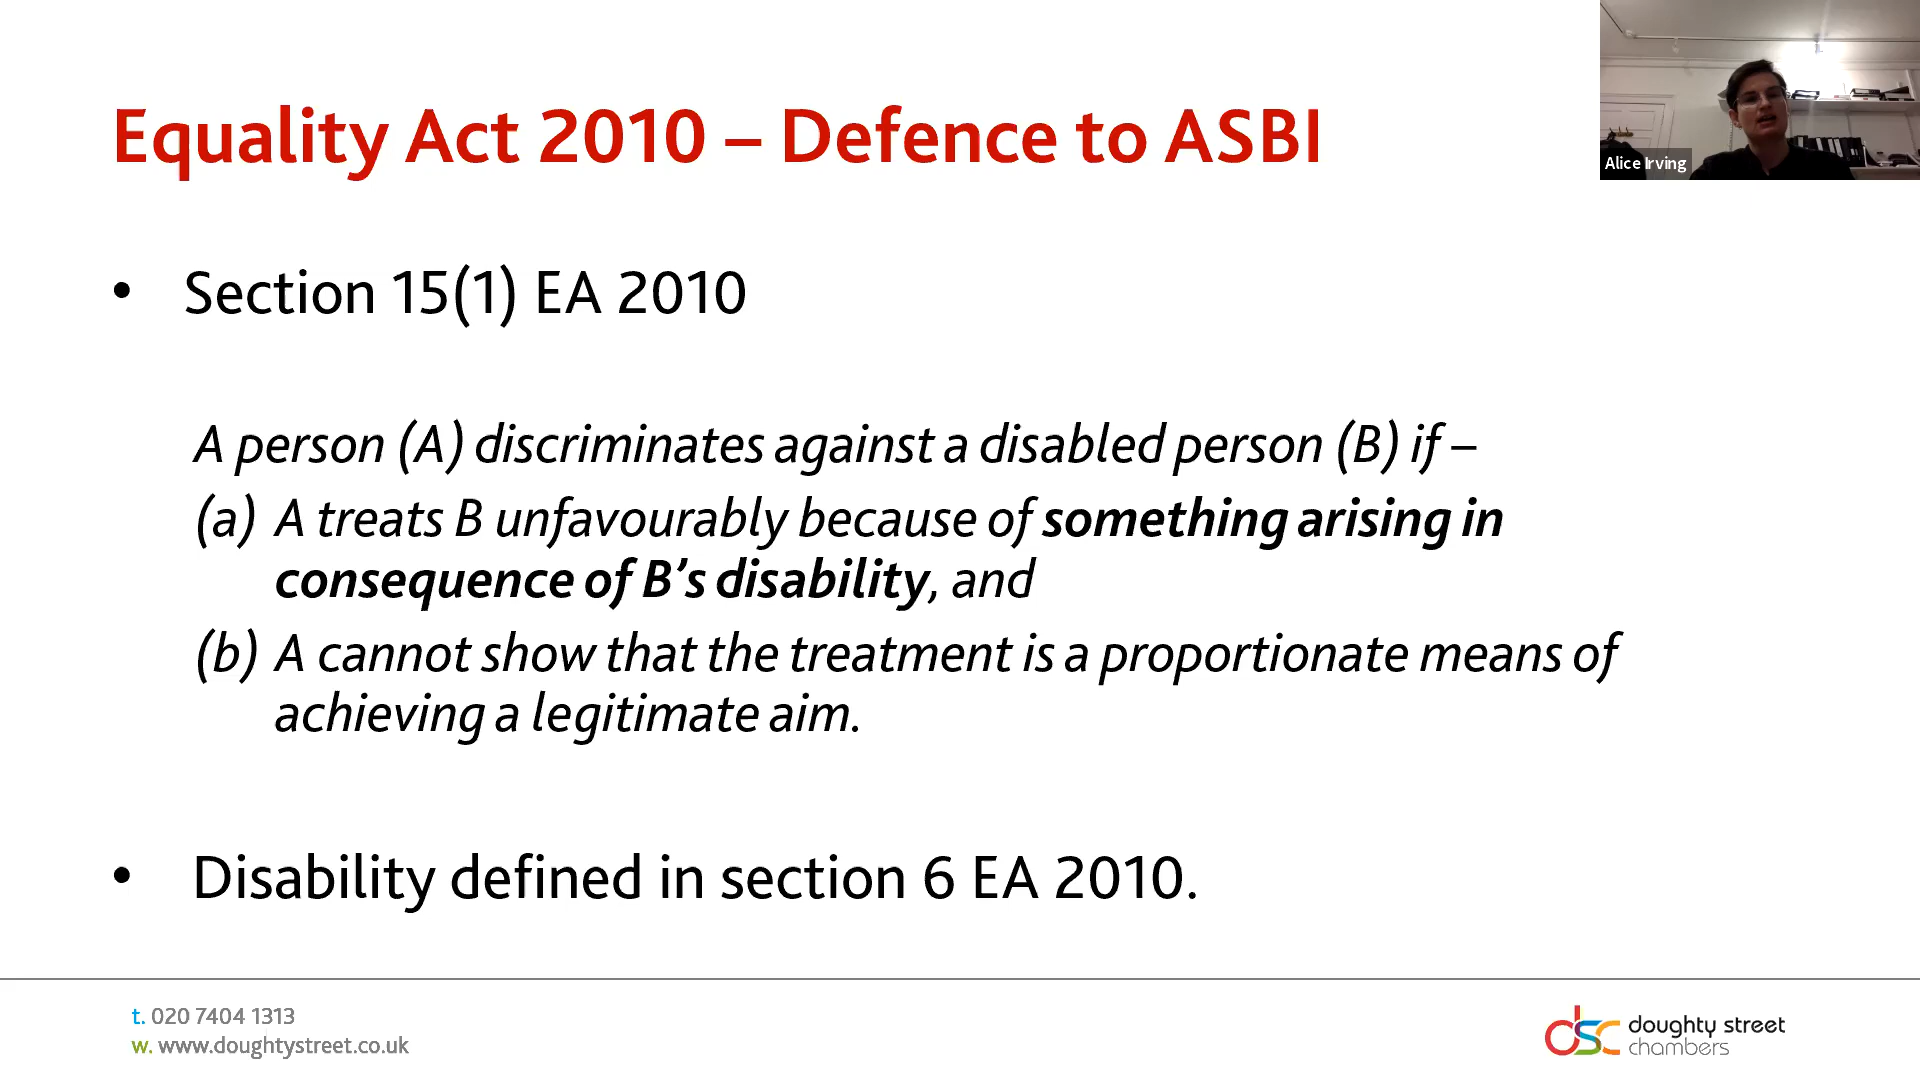 Equality Act 2010 – Defence to ASBI
Alice Irving
• Section 15(1) EA 2010
A person (A) discriminates against a disabled person (B) if –
(a) A treats B unfavourably because of something arising in
consequence of B’s disability, and
(b) A cannot show that the treatment is a proportionate means of
achieving a legitimate aim.
• Disability defined in section 6 EA 2010.
t. 020 7404 1313
w. www.doughtystreet.co.uk
dsc doughty street
chambers